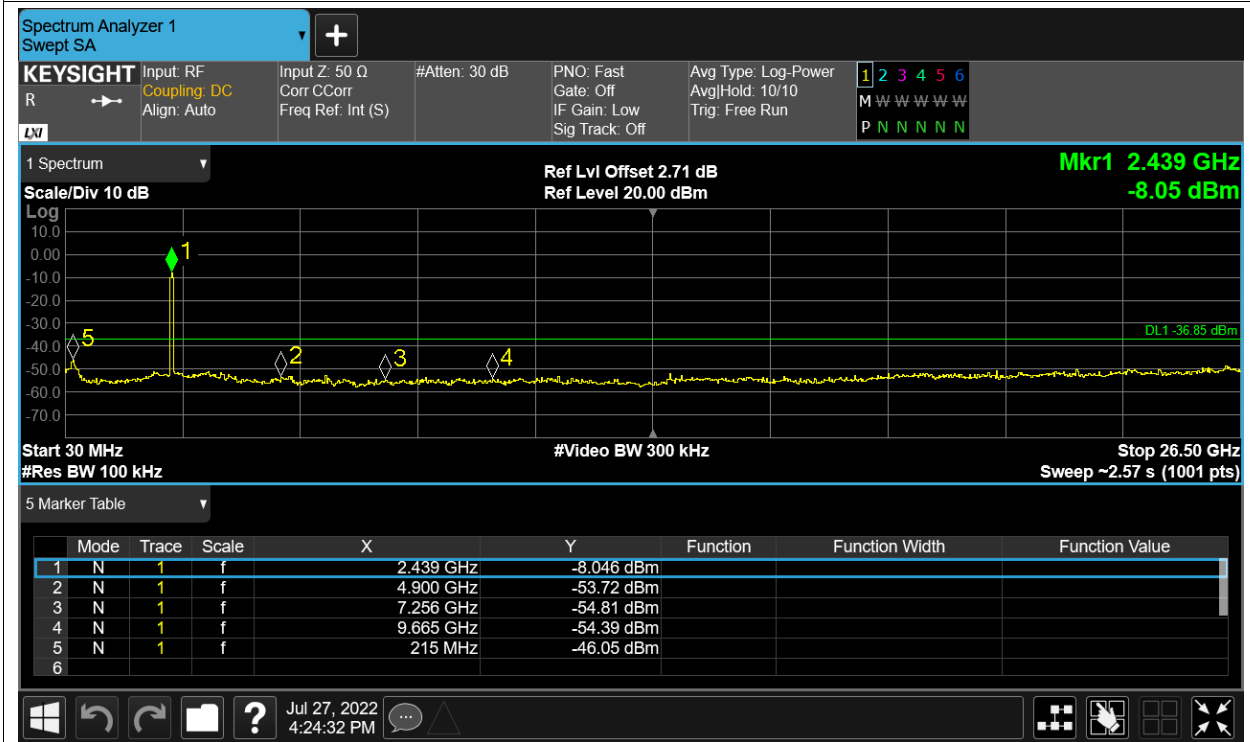 Spectrum Analyzer 1
Swept SA
KEYSIGHT
R
LXI
Input: RF
Coupling: DC
Align: Auto
Input Z: 50 Ω
Corr CCorr
Freq Ref: Int (S)
#Atten: 30 dB
PNO: Fast
Gate: Off
IF Gain: Low
Sig Track: Off
Avg Type: Log-Power
Avg|Hold: 10/10
Trig: Free Run
1 2 3 4 5 6
M W W W W W
P N N N N N
1 Spectrum
Scale/Div 10 dB
Ref Lvl Offset 2.71 dB
Ref Level 20.00 dBm
Mkr1 2.439 GHz
-8.05 dBm
Log
10.0
0.00
-10.0
-20.0
-30.0
-40.0
-50.0
-60.0
-70.0
1
5
2
3
4
DL1 -36.85 dBm
Start 30 MHz
#Res BW 100 kHz
#Video BW 300 kHz
Stop 26.50 GHz
Sweep ~2.57 s (1001 pts)
5 Marker Table
Mode Trace Scale X Y Function Function Width Function Value
1 N 1 f 2.439 GHz -8.046 dBm
2 N 1 f 4.900 GHz -53.72 dBm
3 N 1 f 7.256 GHz -54.81 dBm
4 N 1 f 9.665 GHz -54.39 dBm
5 N 1 f 215 MHz -46.05 dBm
6
?
Jul 27, 2022
4:24:32 PM